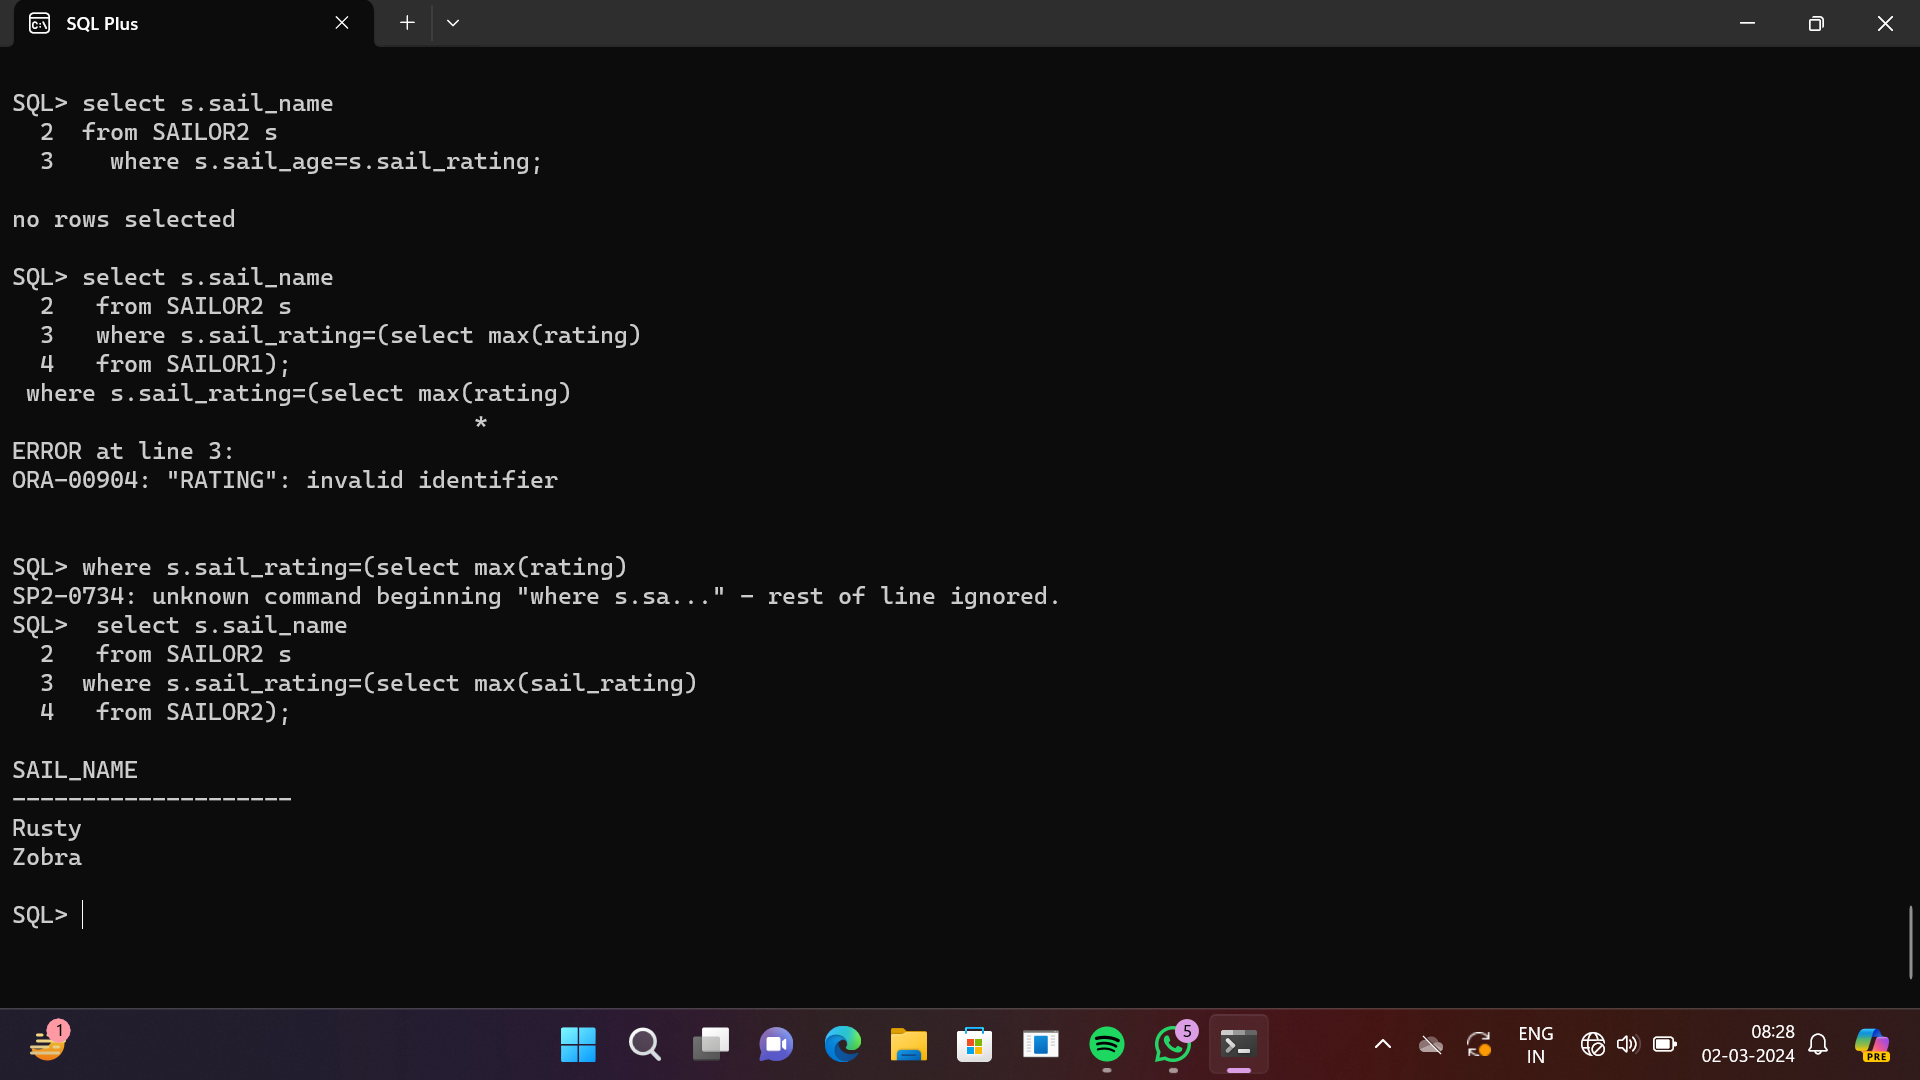 SQL Plus
SQL> select s.sail_name
  2  from SAILOR2 s
  3    where s.sail_age=s.sail_rating;
no rows selected
SQL> select s.sail_name
  2   from SAILOR2 s
  3   where s.sail_rating=(select max(rating)
  4   from SAILOR1);
 where s.sail_rating=(select max(rating)
                                 *
ERROR at line 3:
ORA-00904: "RATING": invalid identifier
SQL> where s.sail_rating=(select max(rating)
SP2-0734: unknown command beginning "where s.sa..." - rest of line ignored.
SQL>  select s.sail_name
  2   from SAILOR2 s
  3  where s.sail_rating=(select max(sail_rating)
  4   from SAILOR2);
SAIL_NAME
--------------------
Rusty
Zobra
SQL>
1
5
ENG
IN
08:28
02-03-2024
PRE